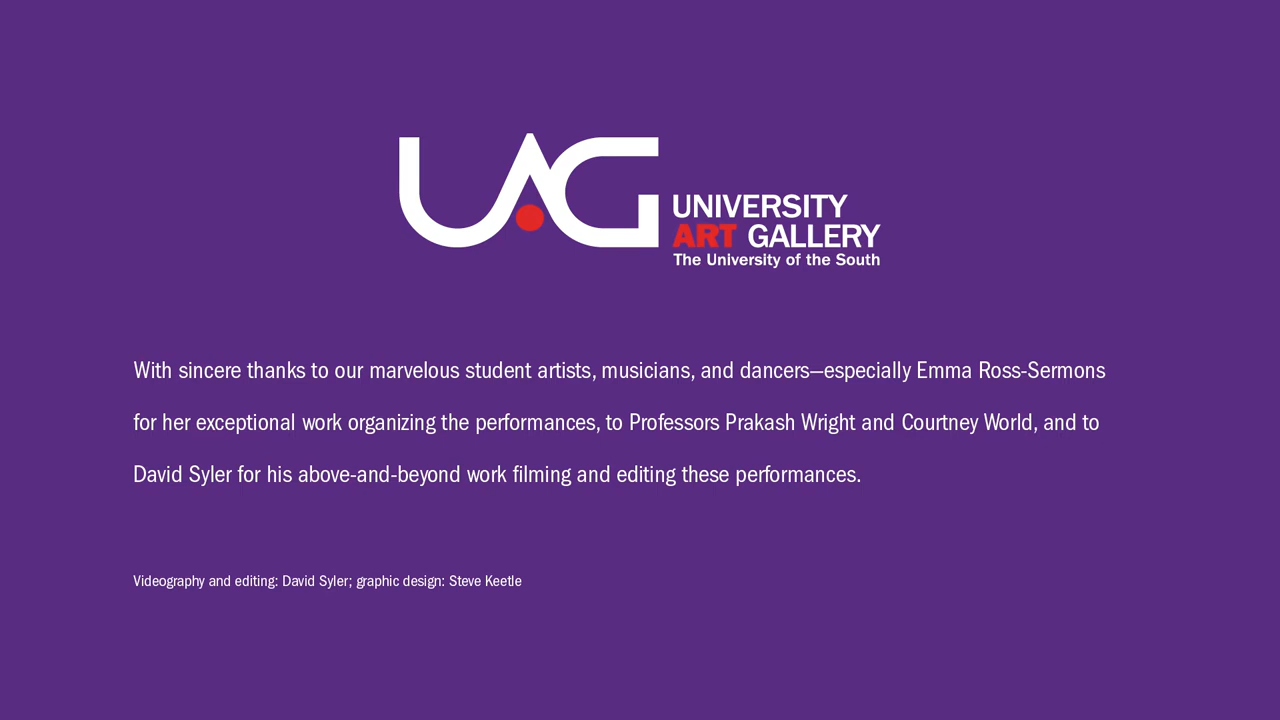 UAG
UNIVERSITY
ART GALLERY
The University of the South
With sincere thanks to our marvelous student artists, musicians, and dancers—especially Emma Ross-Sermons
for her exceptional work organizing the performances, to Professors Prakash Wright and Courtney World, and to
David Syler for his above-and-beyond work filming and editing these performances.
Videography and editing: David Syler; graphic design: Steve Keetle